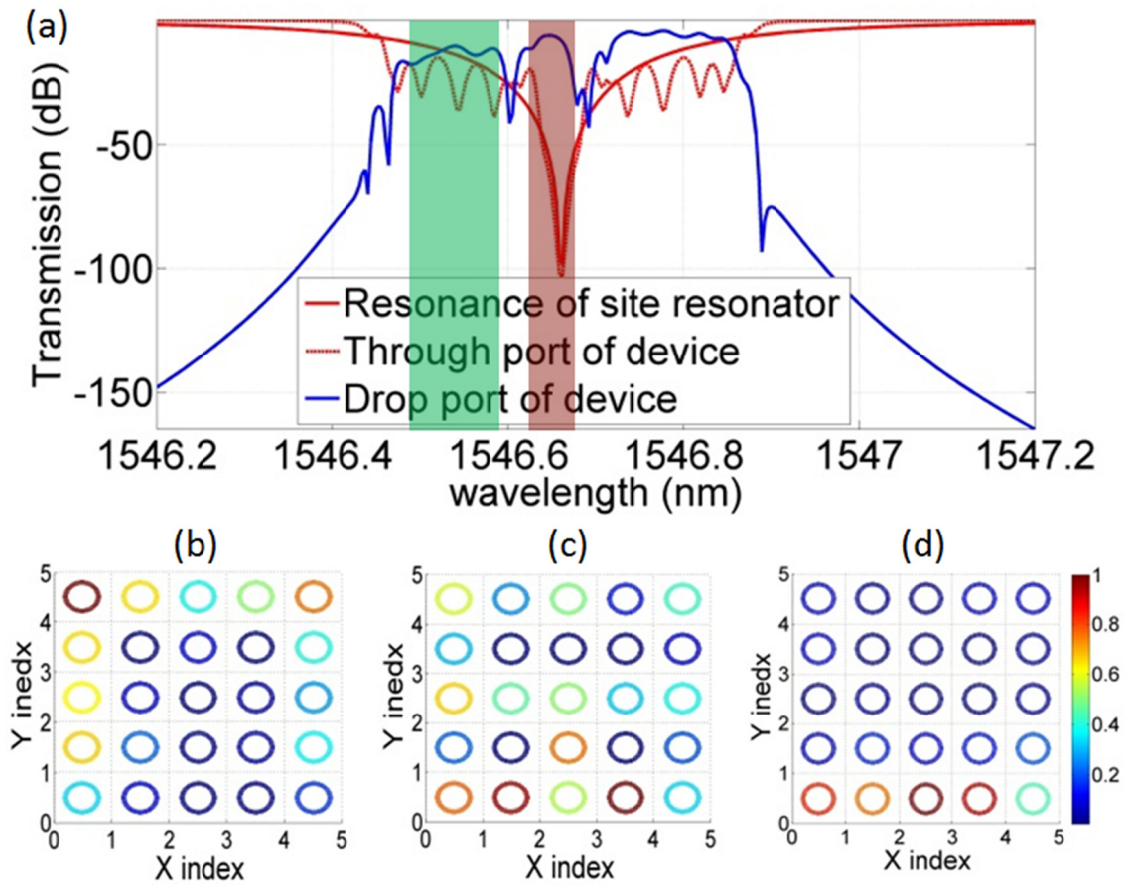 (a)
Transmission (dB)
-50
-100
-150
Resonance of site resonator
Through port of device
Drop port of device
1546.2 1546.4 1546.6 1546.8 1547 1547.2
wavelength (nm)
(b) (c) (d)
Y inedx
5
4
3
2
1
0
0 1 2 3 4 5
X index
Y inedx
5
4
3
2
1
0
0 1 2 3 4 5
X index
Y inedx
5
4
3
2
1
0
0 1 2 3 4 5
X index
1
0.8
0.6
0.4
0.2